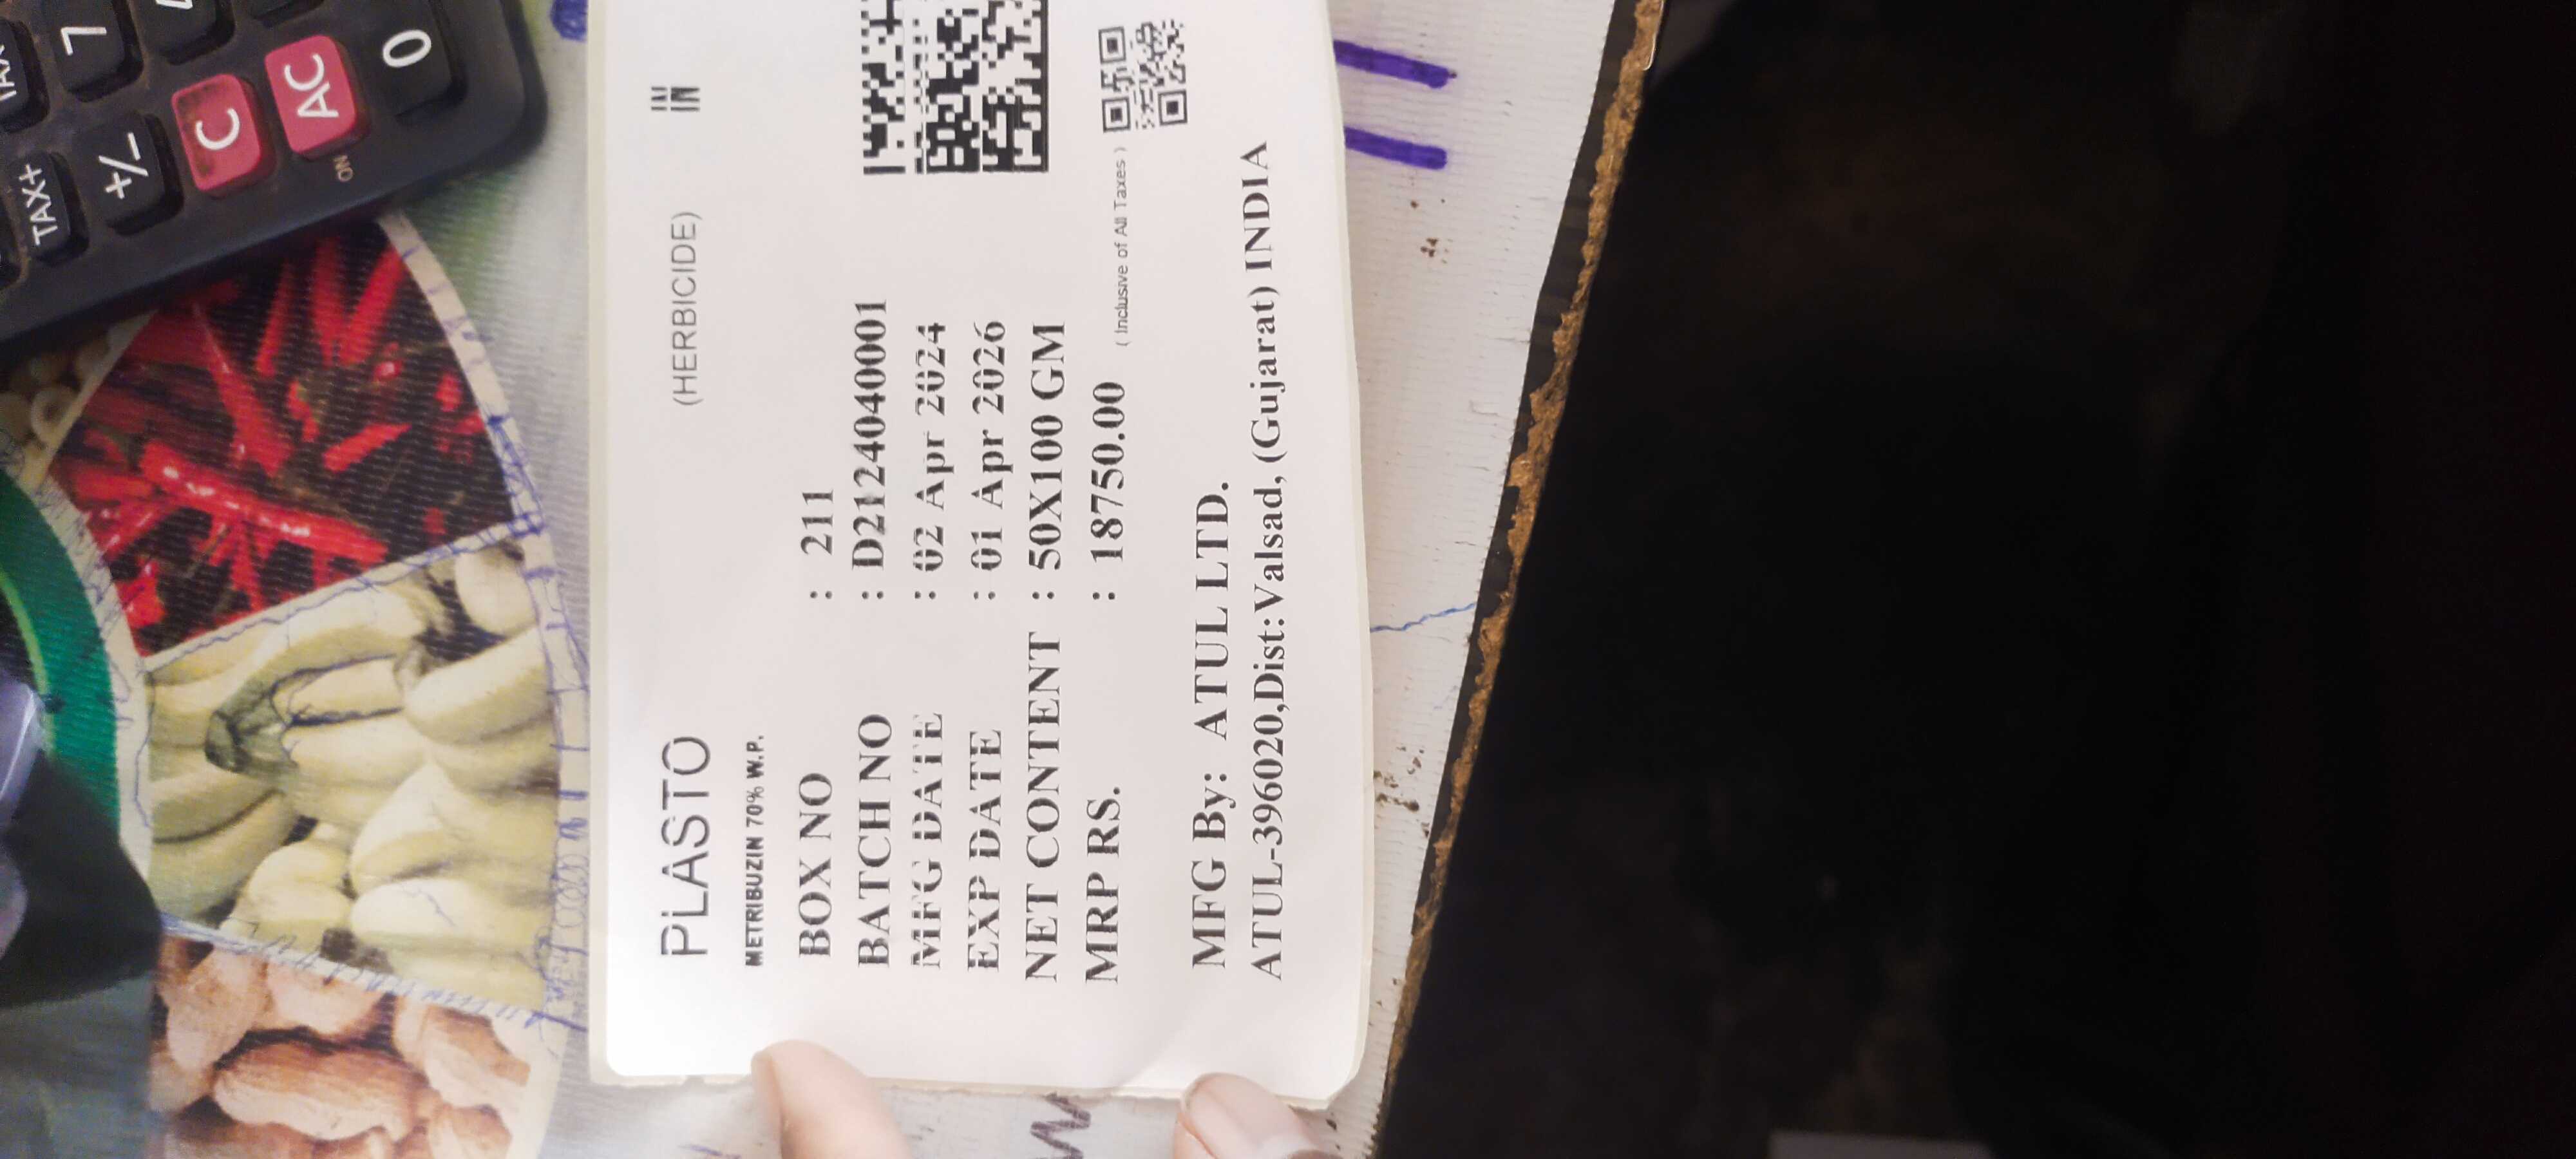 PLASTO (HERBICIDE)
METRIBUZIN 70% W.P.
BOX NO : 211
BATCH NO : D2124040001
MFG DATE : 02 Apr 2024
EXP DATE : 01 Apr 2026
NET CONTENT : 50X100 GM
MRP RS. : 18750.00
( Inclusive of All Taxes )
MFG By: ATUL LTD.
ATUL-396020,Dist:Valsad, (Gujarat) INDIA
7
TAX+ +/- C AC 0
ON